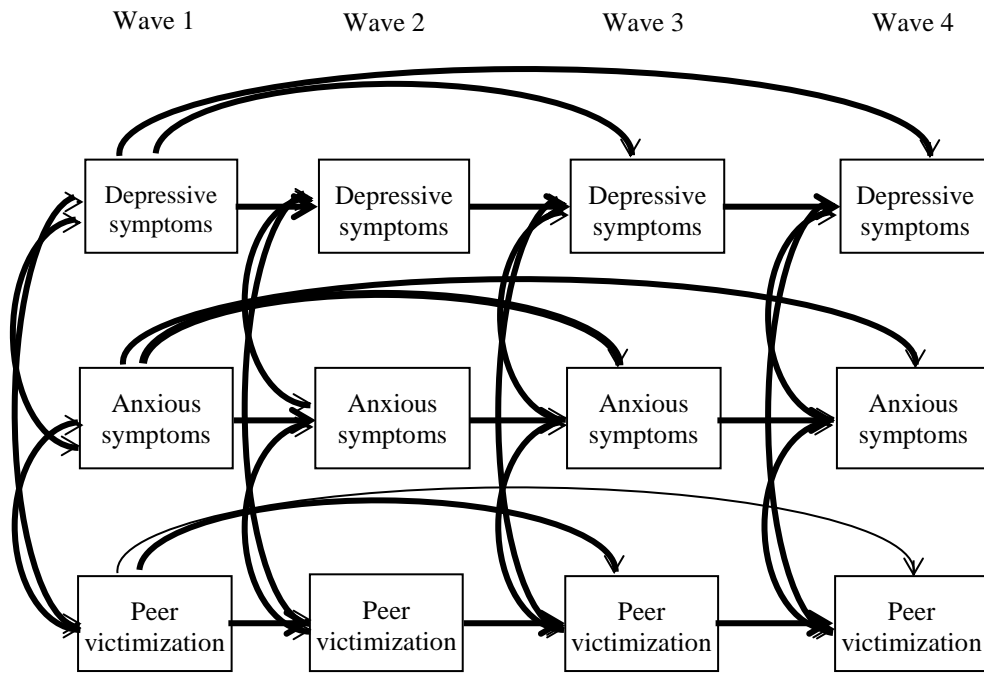 Wave 1
Wave 2
Wave 3
Wave 4
Depressive
symptoms
Depressive
symptoms
Depressive
symptoms
Depressive
symptoms
Anxious
symptoms
Anxious
symptoms
Anxious
symptoms
Anxious
symptoms
Peer
victimization
Peer
victimization
Peer
victimization
Peer
victimization